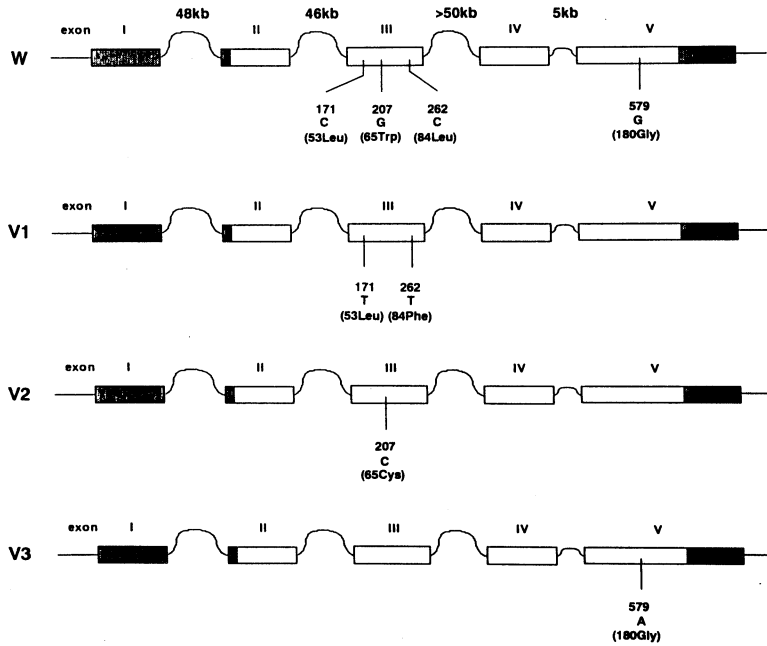 48kb 46kb >50kb 5kb
exon I II III IV V
W
171 207 262 579
C G C G
(53Leu) (65Trp) (84Leu) (180Gly)
exon I II III IV V
V1
171 262
T T
(53Leu) (84Phe)
exon I II III IV V
V2
207
C
(65Cys)
exon I II III IV V
V3
579
A
(180Gly)